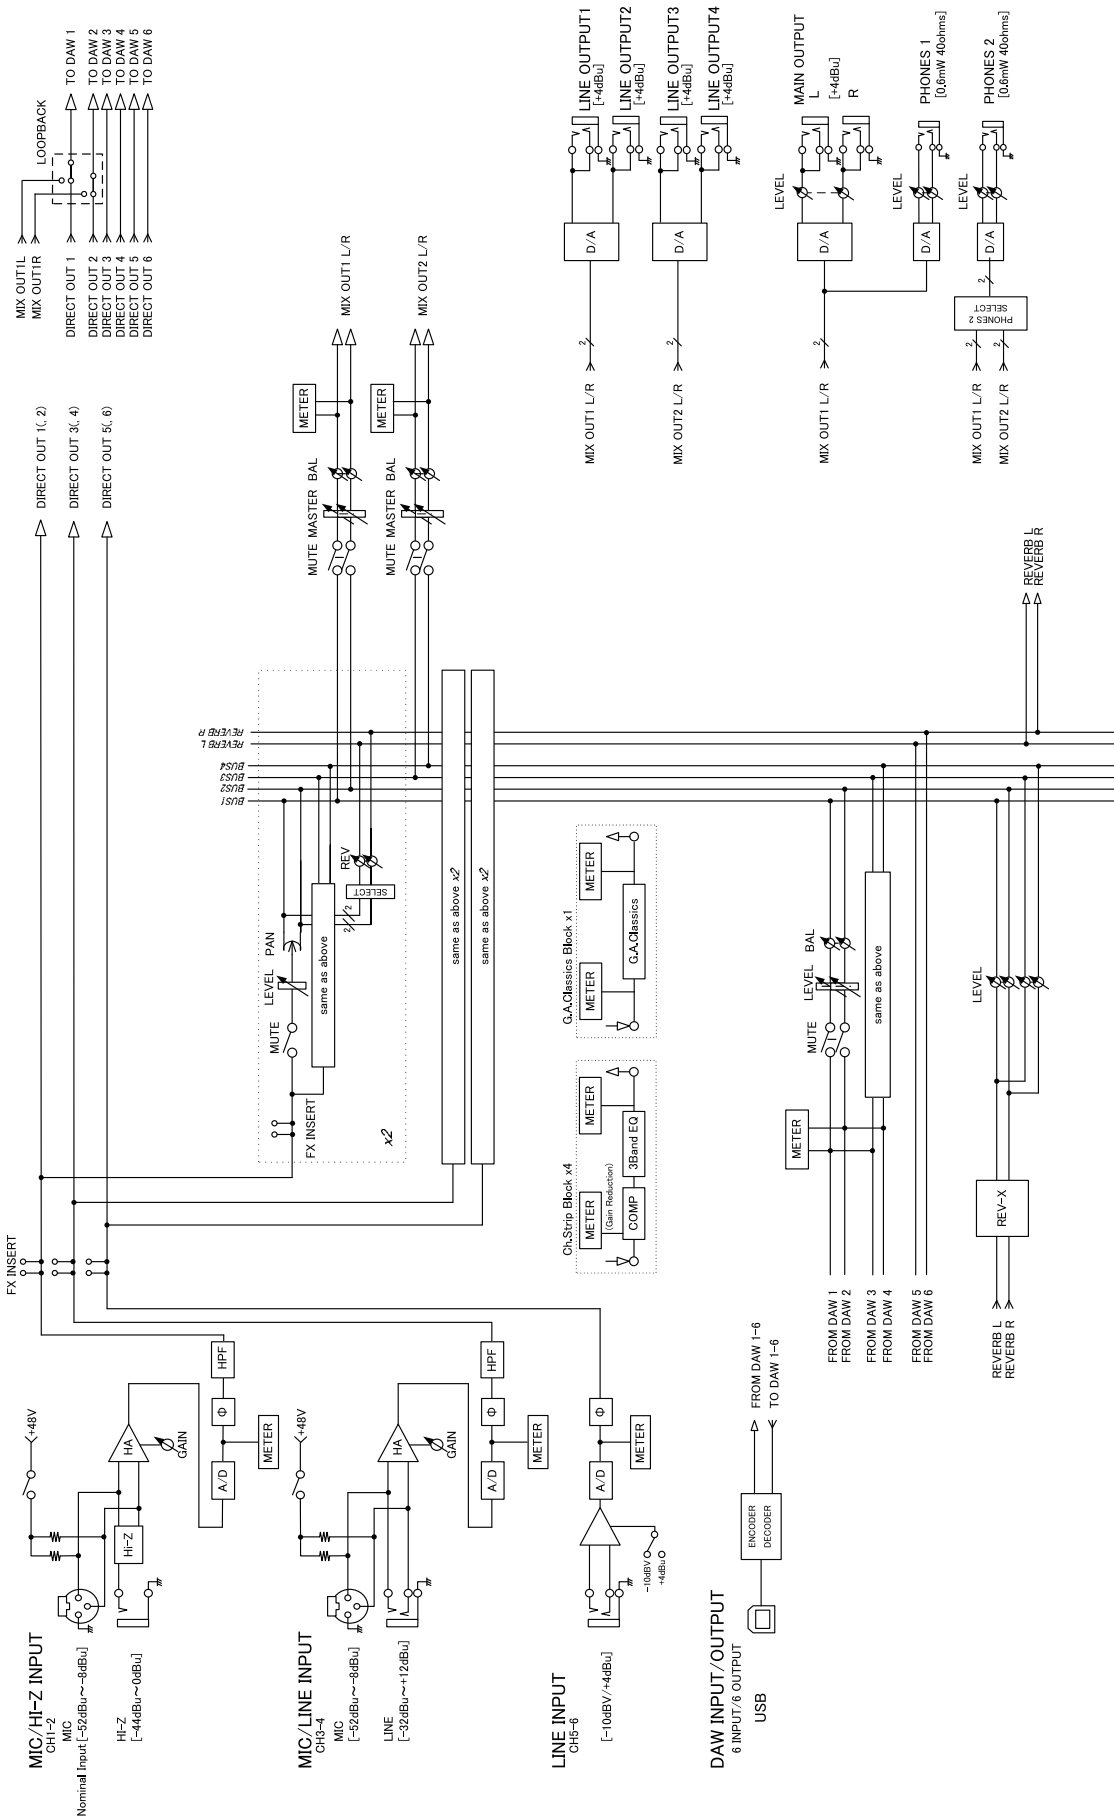 MIC/HI-Z INPUT
CH1-2
MIC
Nominal Input [-52dBu~-8dBu]
HI-Z
[-44dBu~0dBu]
+48V
Hi-Z
HA
GAIN
A/D
METER
Φ
HPF
FX INSERT
MIC/LINE INPUT
CH3-4
MIC
[-52dBu~-8dBu]
LINE
[-32dBu~+12dBu]
+48V
HA
GAIN
A/D
METER
Φ
HPF
LINE INPUT
CH5-6
[-10dBV/+4dBu]
-10dBV
+4dBu
A/D
METER
Φ
DAW INPUT/OUTPUT
6 INPUT/6 OUTPUT
USB
ENCODER
DECODER
FROM DAW 1-6
TO DAW 1-6
FX INSERT
x2
MUTE
LEVEL
PAN
same as above
SELECT
REV
2
2
BUS1
BUS2
BUS3
BUS4
REVERB L
REVERB R
same as above x2
same as above x2
MUTE
MASTER
BAL
METER
MIX OUT1 L/R
MUTE
MASTER
BAL
METER
MIX OUT2 L/R
DIRECT OUT 1(, 2)
DIRECT OUT 3(, 4)
DIRECT OUT 5(, 6)
MIX OUT1L
MIX OUT1R
DIRECT OUT 1
DIRECT OUT 2
DIRECT OUT 3
DIRECT OUT 4
DIRECT OUT 5
DIRECT OUT 6
LOOPBACK
TO DAW 1
TO DAW 2
TO DAW 3
TO DAW 4
TO DAW 5
TO DAW 6
Ch.Strip Block x4
METER
(Gain Reduction)
COMP
3Band EQ
METER
G.A.Classics Block x1
METER
G.A.Classics
METER
FROM DAW 1
FROM DAW 2
FROM DAW 3
FROM DAW 4
FROM DAW 5
FROM DAW 6
METER
MUTE
LEVEL
BAL
same as above
REVERB L
REVERB R
REV-X
LEVEL
REVERB L
REVERB R
MIX OUT1 L/R
2
D/A
LINE OUTPUT1
[+4dBu]
LINE OUTPUT2
[+4dBu]
MIX OUT2 L/R
2
D/A
LINE OUTPUT3
[+4dBu]
LINE OUTPUT4
[+4dBu]
MIX OUT1 L/R
2
D/A
LEVEL
MAIN OUTPUT
L
[+4dBu]
R
D/A
LEVEL
PHONES 1
[0.6mW 40ohms]
MIX OUT1 L/R
MIX OUT2 L/R
2
2
PHONES 2
SELECT
2
D/A
LEVEL
PHONES 2
[0.6mW 40ohms]